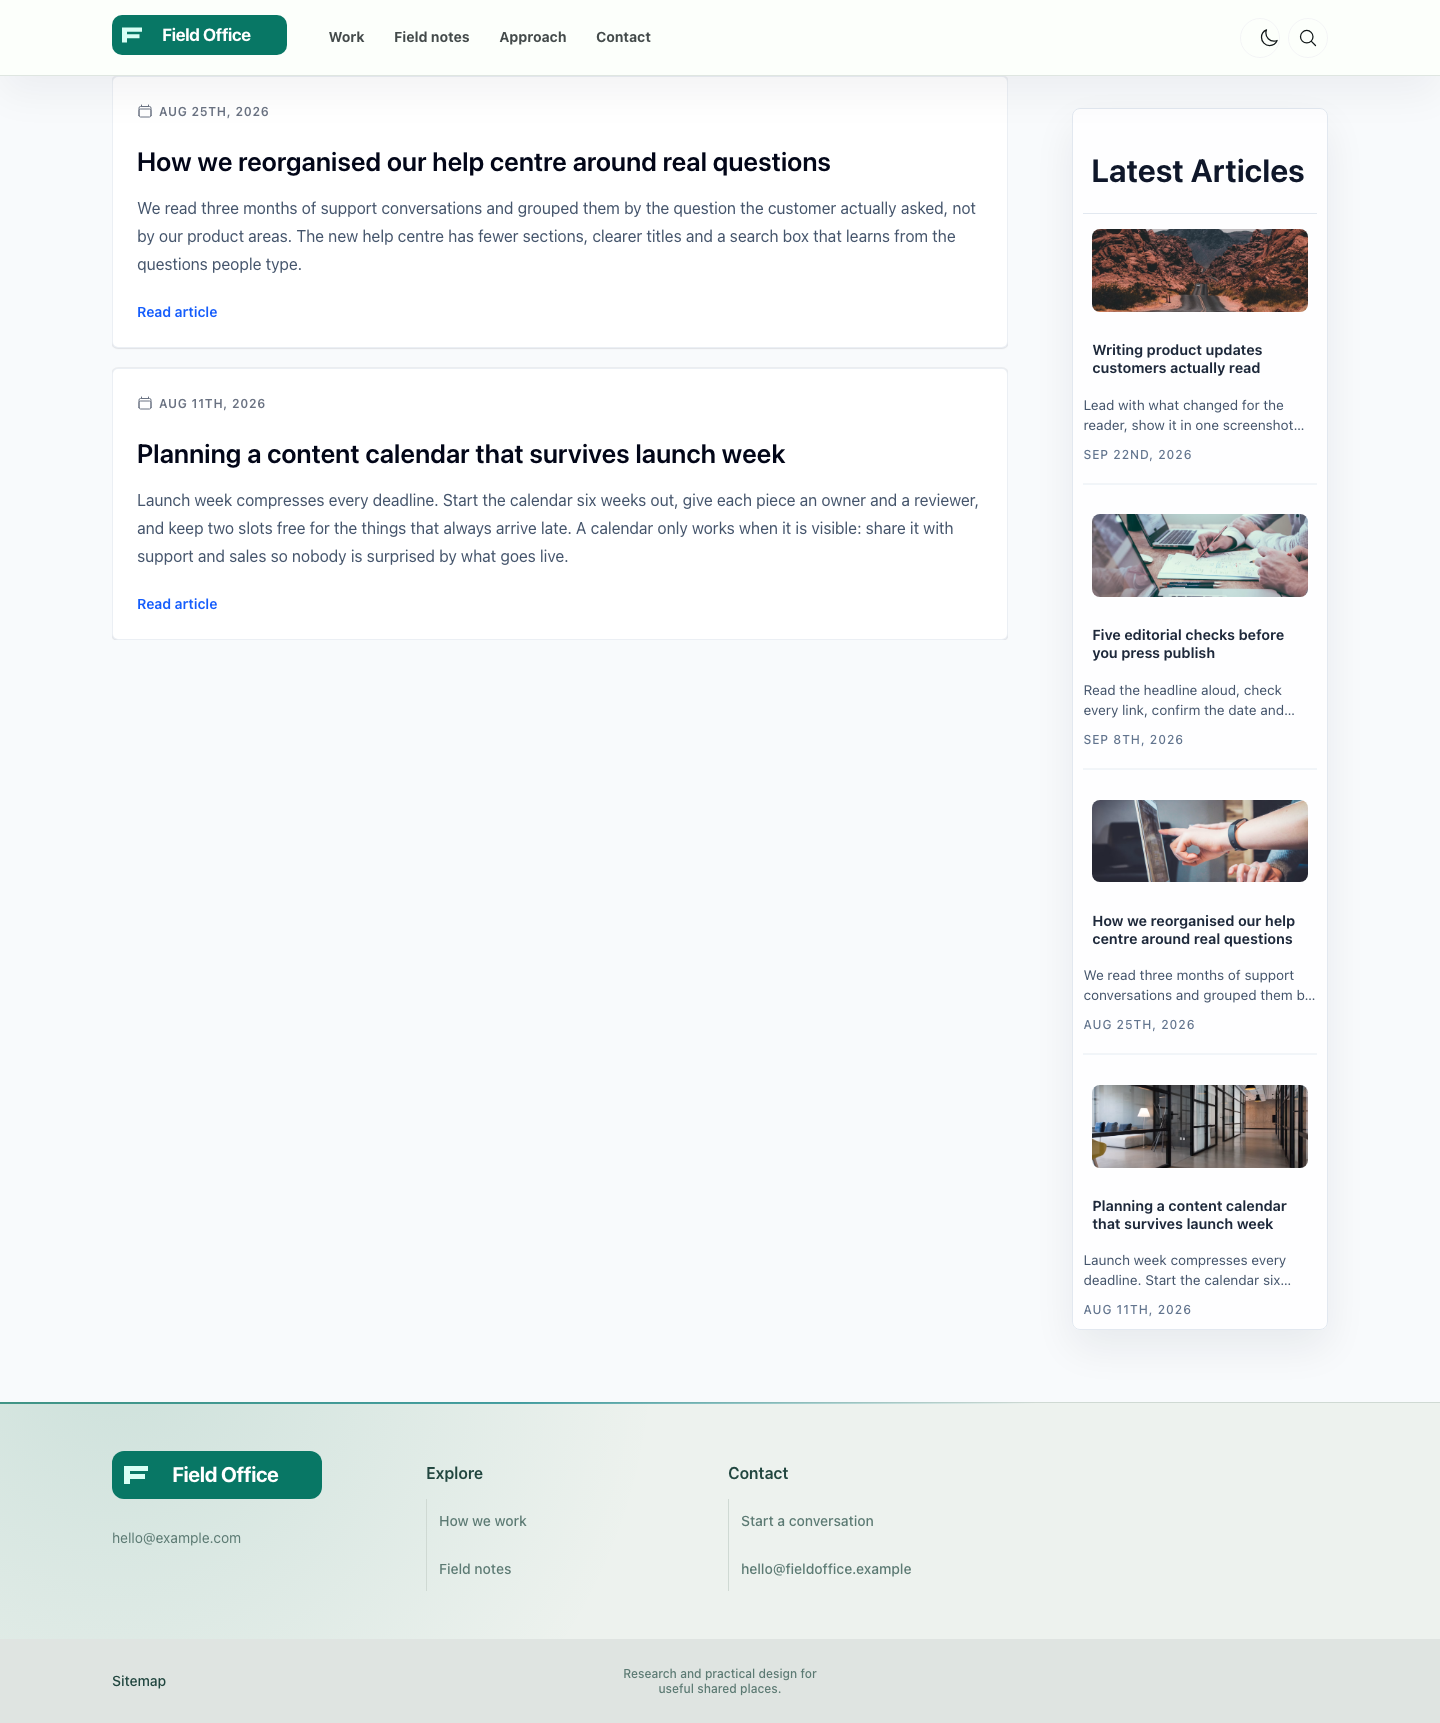 Field Office
Work
Field notes
Approach
Contact
AUG 25TH, 2026
How we reorganised our help centre around real questions
We read three months of support conversations and grouped them by the question the customer actually asked, not
by our product areas. The new help centre has fewer sections, clearer titles and a search box that learns from the
questions people type.
Read article
AUG 11TH, 2026
Planning a content calendar that survives launch week
Launch week compresses every deadline. Start the calendar six weeks out, give each piece an owner and a reviewer,
and keep two slots free for the things that always arrive late. A calendar only works when it is visible: share it with
support and sales so nobody is surprised by what goes live.
Read article
Latest Articles
Writing product updates
customers actually read
Lead with what changed for the
reader, show it in one screenshot...
SEP 22ND, 2026
Five editorial checks before
you press publish
Read the headline aloud, check
every link, confirm the date and...
SEP 8TH, 2026
How we reorganised our help
centre around real questions
We read three months of support
conversations and grouped them b...
AUG 25TH, 2026
Planning a content calendar
that survives launch week
Launch week compresses every
deadline. Start the calendar six...
AUG 11TH, 2026
Field Office
hello@example.com
Explore
How we work
Field notes
Contact
Start a conversation
hello@fieldoffice.example
Sitemap
Research and practical design for
useful shared places.